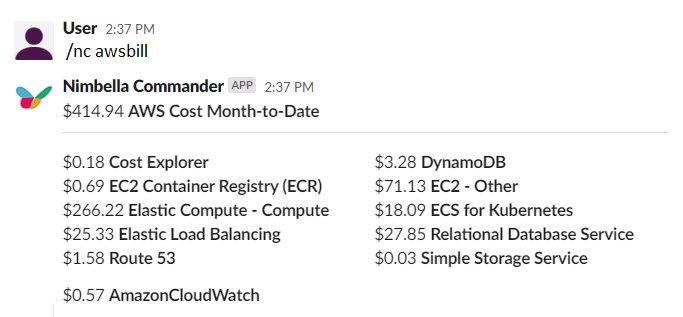 User 2:37 PM
/nc awsbill
Nimbella Commander APP 2:37 PM
$414.94 AWS Cost Month-to-Date
$0.18 Cost Explorer $3.28 DynamoDB
$0.69 EC2 Container Registry (ECR) $71.13 EC2 - Other
$266.22 Elastic Compute - Compute $18.09 ECS for Kubernetes
$25.33 Elastic Load Balancing $27.85 Relational Database Service
$1.58 Route 53 $0.03 Simple Storage Service
$0.57 AmazonCloudWatch